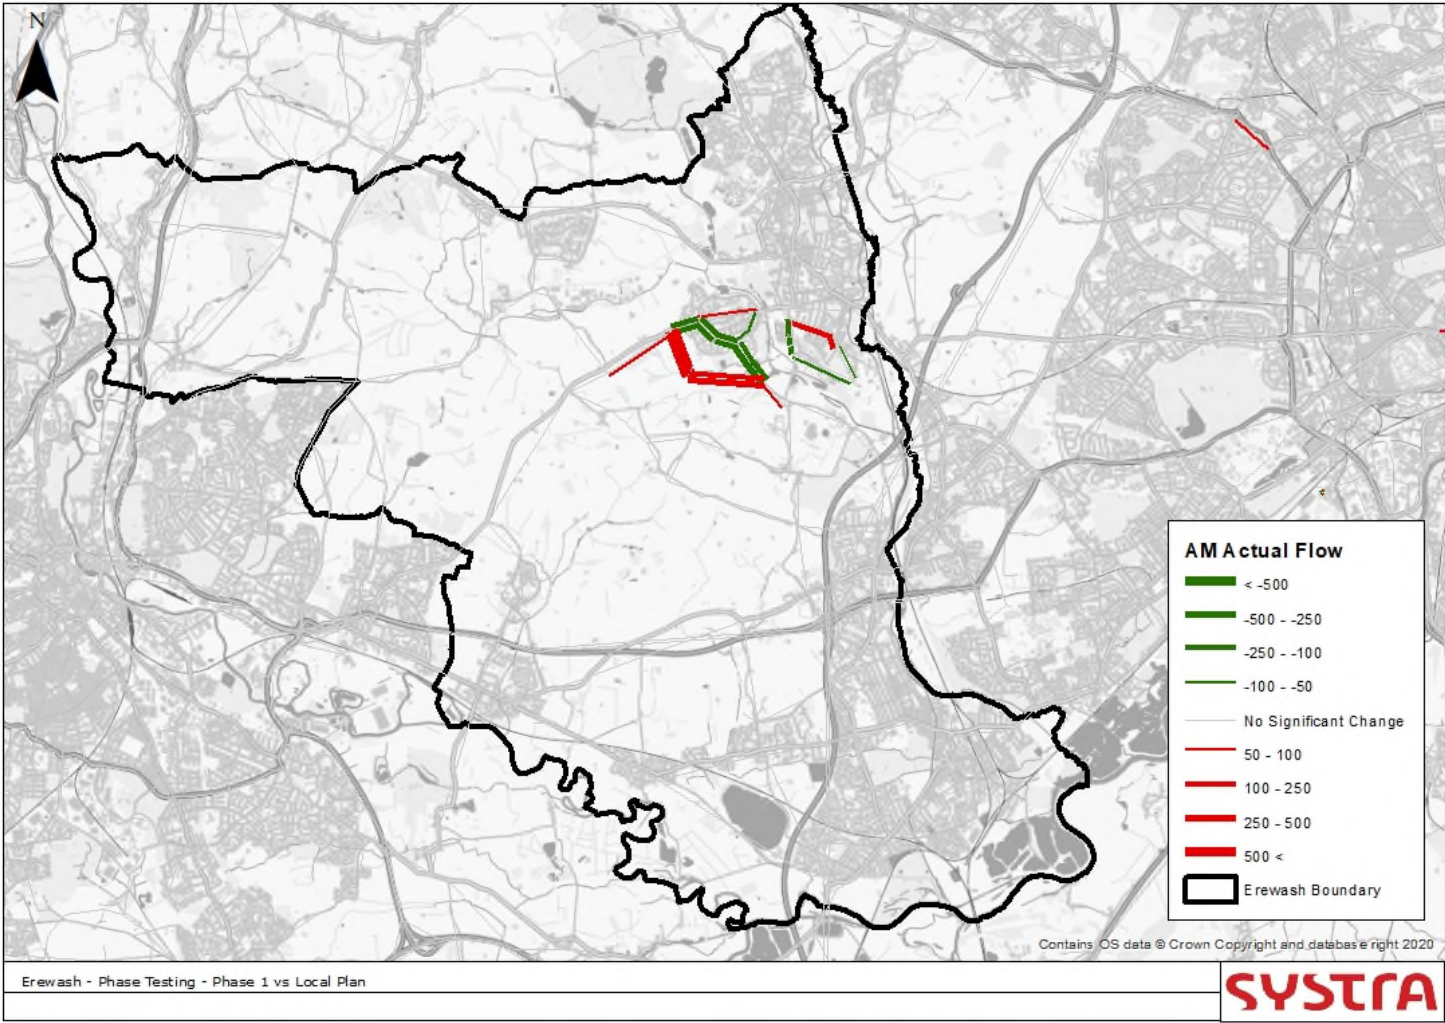 N
AM Actual Flow
< -500
-500 - -250
-250 - -100
-100 - -50
No Significant Change
50 - 100
100 - 250
250 - 500
500 <
Erewash Boundary
Contains OS data © Crown Copyright and database right 2020
Erewash - Phase Testing - Phase 1 vs Local Plan
SYSTRA